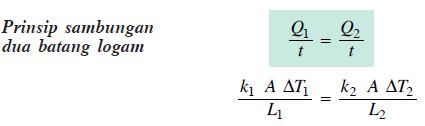 Prinsip sambungan
dua batang logam
Q₁/t = Q₂/t
k₁ A ΔT₁/L₁ = k₂ A ΔT₂/L₂